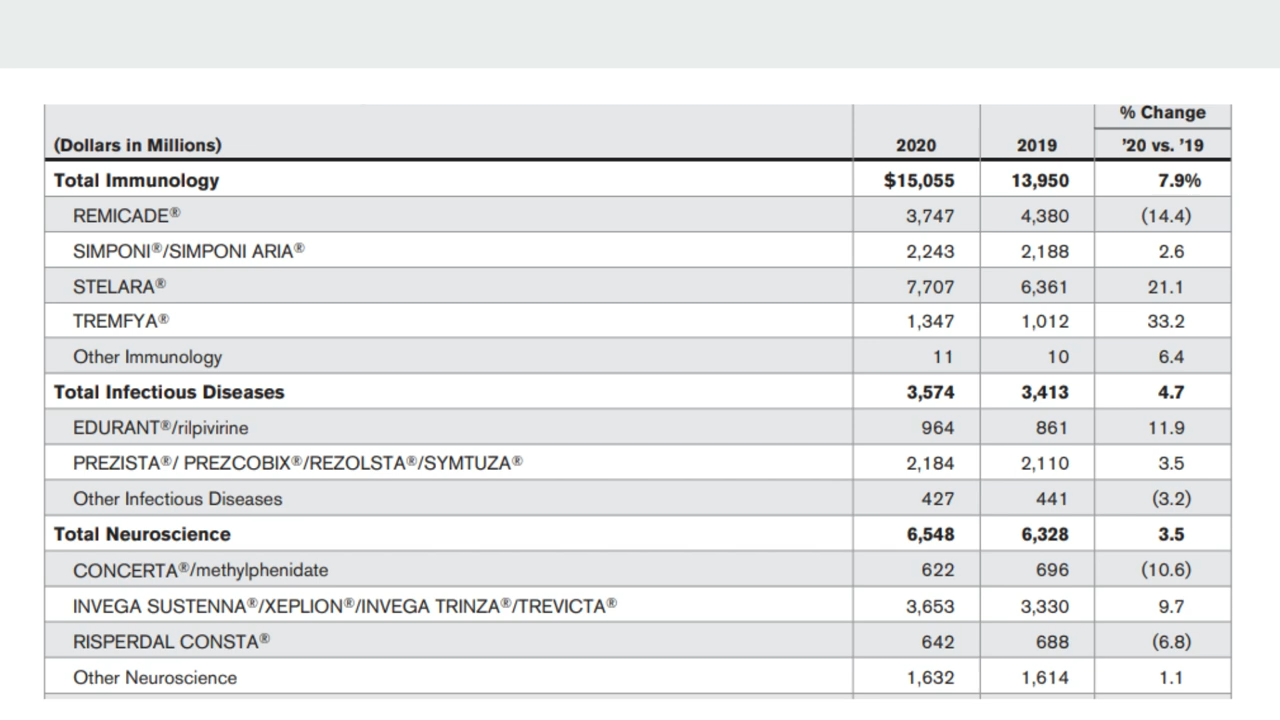 % Change
(Dollars in Millions) 2020 2019 ’20 vs. ’19
Total Immunology $15,055 13,950 7.9%
REMICADE® 3,747 4,380 (14.4)
SIMPONI®/SIMPONI ARIA® 2,243 2,188 2.6
STELARA® 7,707 6,361 21.1
TREMFYA® 1,347 1,012 33.2
Other Immunology 11 10 6.4
Total Infectious Diseases 3,574 3,413 4.7
EDURANT®/rilpivirine 964 861 11.9
PREZISTA®/ PREZCOBIX®/REZOLSTA®/SYMTUZA® 2,184 2,110 3.5
Other Infectious Diseases 427 441 (3.2)
Total Neuroscience 6,548 6,328 3.5
CONCERTA®/methylphenidate 622 696 (10.6)
INVEGA SUSTENNA®/XEPLION®/INVEGA TRINZA®/TREVICTA® 3,653 3,330 9.7
RISPERDAL CONSTA® 642 688 (6.8)
Other Neuroscience 1,632 1,614 1.1